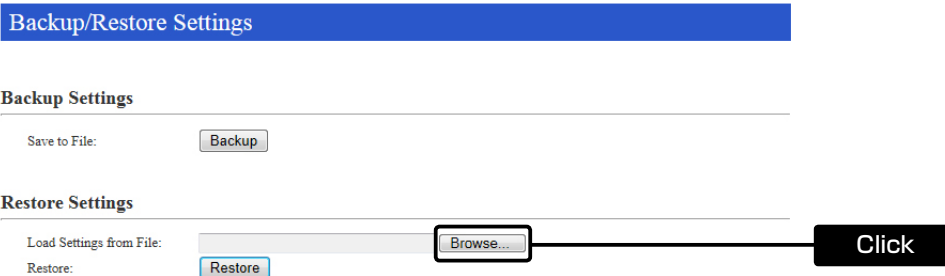 Backup/Restore Settings
Backup Settings
Save to File: Backup
Restore Settings
Load Settings from File: Browse... Click
Restore: Restore